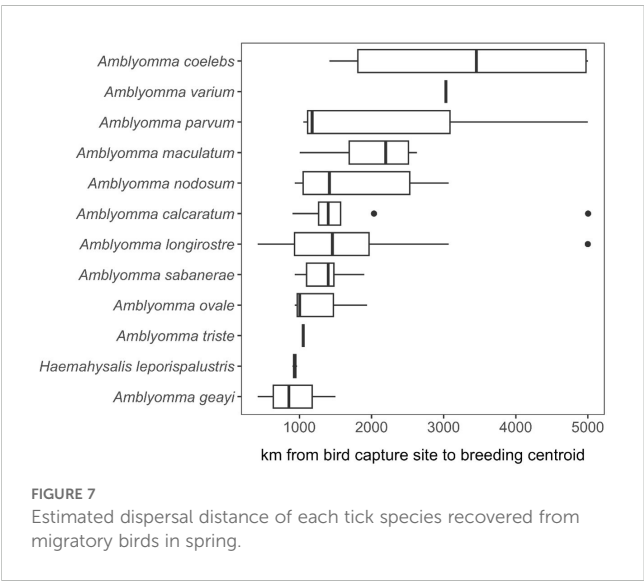 Amblyomma coelebs
Amblyomma varium
Amblyomma parvum
Amblyomma maculatum
Amblyomma nodosum
Amblyomma calcaratum
Amblyomma longirostre
Amblyomma sabanerae
Amblyomma ovale
Amblyomma triste
Haemahysalis leporispalustris
Amblyomma geayi
1000 2000 3000 4000 5000
km from bird capture site to breeding centroid
FIGURE 7
Estimated dispersal distance of each tick species recovered from
migratory birds in spring.